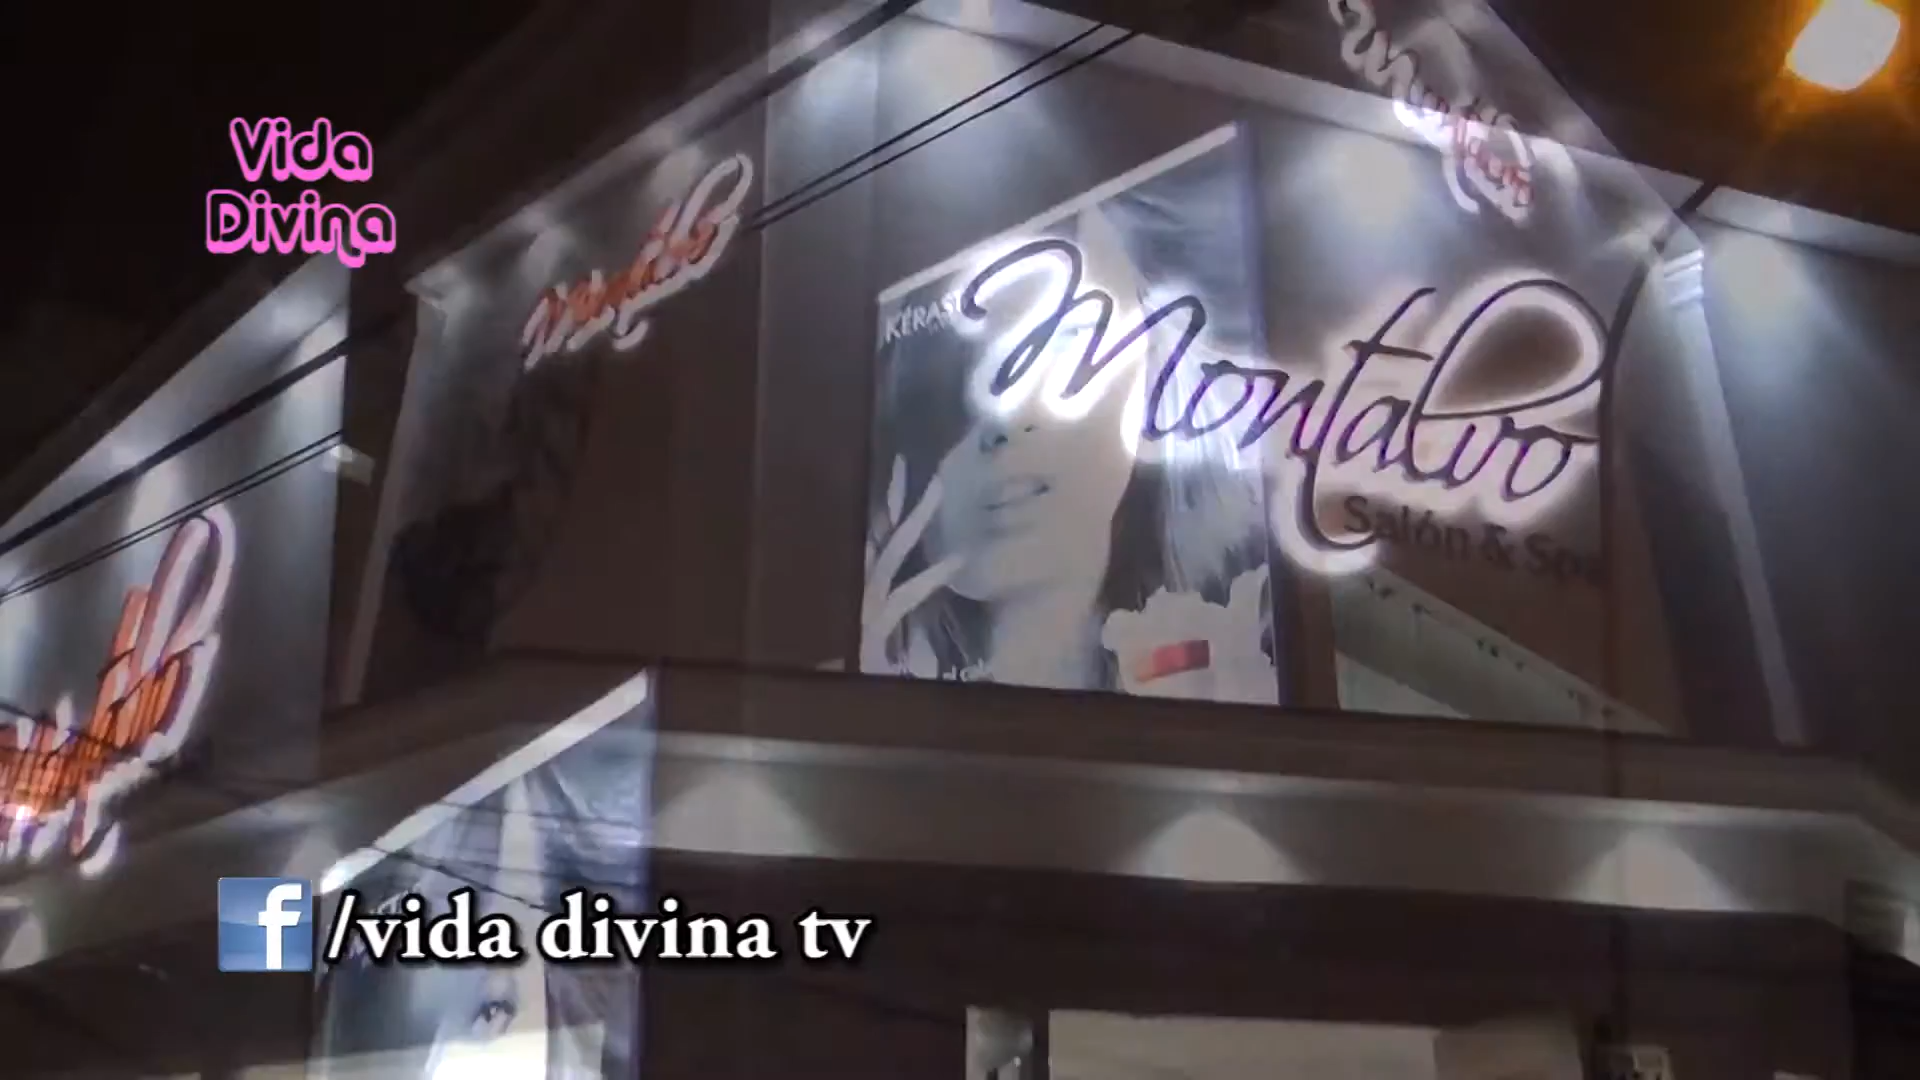 Vida
Divina
Montalvo
Salón & Spa
/vida divina tv